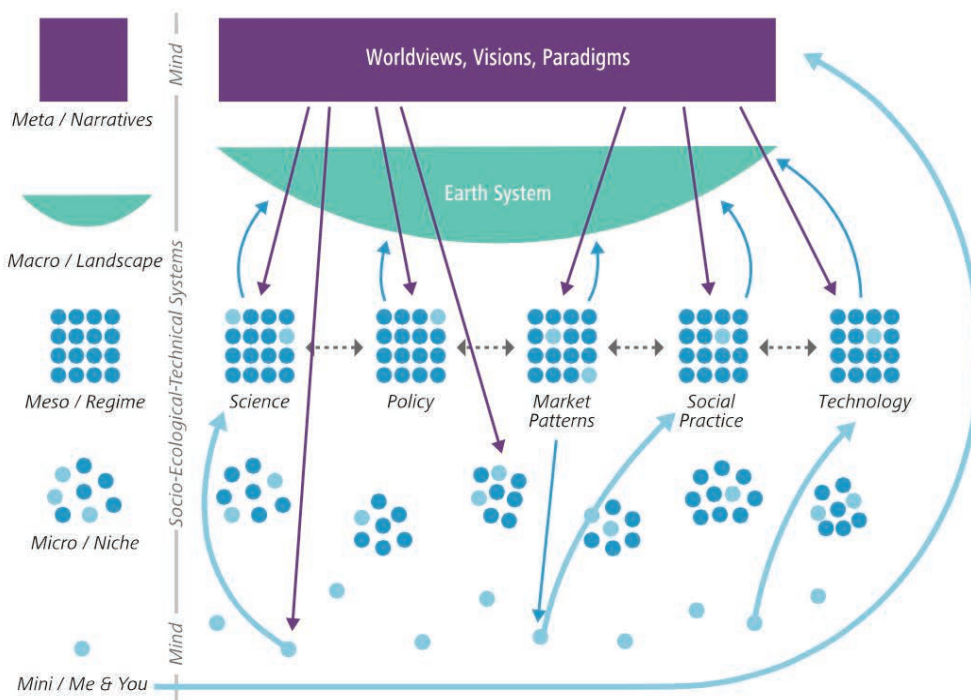 Worldviews, Visions, Paradigms
Meta / Narratives
Mind
Earth System
Macro / Landscape
Socio-Ecological-Technical Systems
Meso / Regime
Science
Policy
Market
Patterns
Social
Practice
Technology
Micro / Niche
Mind
Mini / Me & You